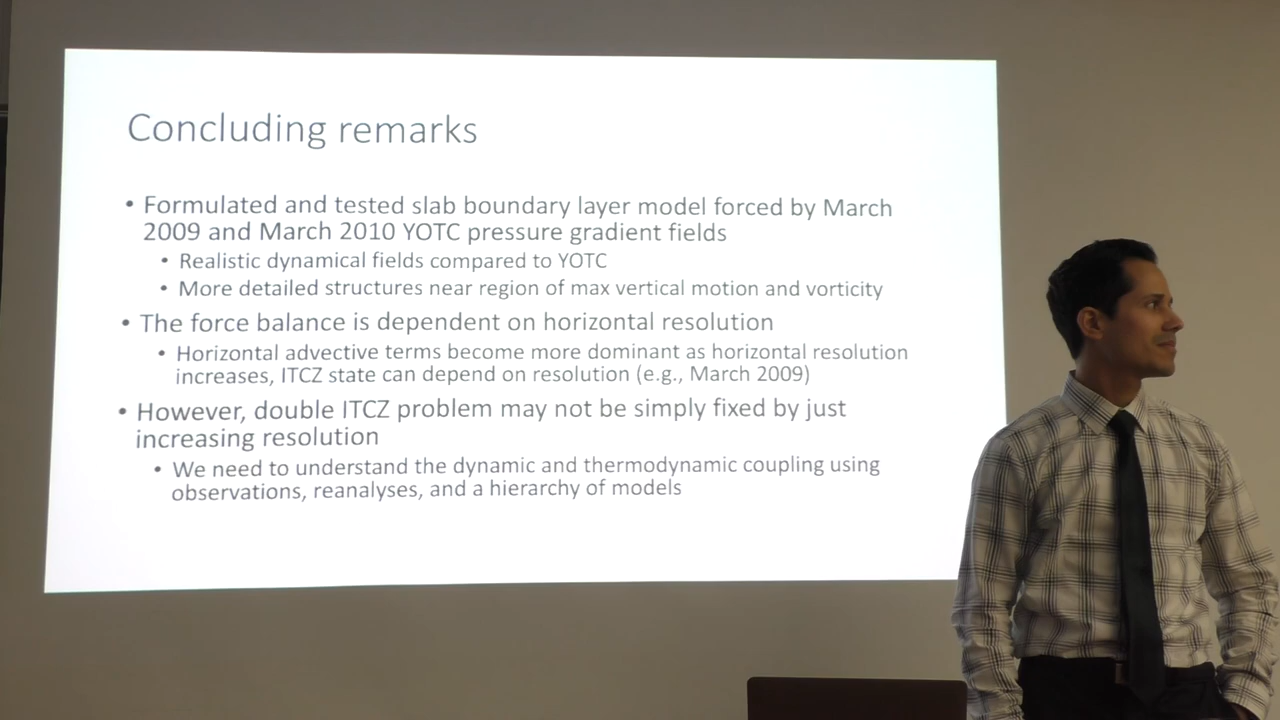 Concluding remarks
• Formulated and tested slab boundary layer model forced by March
2009 and March 2010 YOTC pressure gradient fields
• Realistic dynamical fields compared to YOTC
• More detailed structures near region of max vertical motion and vorticity
• The force balance is dependent on horizontal resolution
• Horizontal advective terms become more dominant as horizontal resolution
increases, ITCZ state can depend on resolution (e.g., March 2009)
• However, double ITCZ problem may not be simply fixed by just
increasing resolution
• We need to understand the dynamic and thermodynamic coupling using
observations, reanalyses, and a hierarchy of models